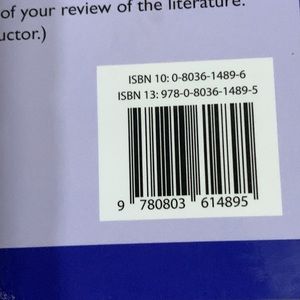 of your review of the literature.
uctor.)
ISBN 10: 0-8036-1489-6
ISBN 13: 978-0-8036-1489-5
9 780803 614895